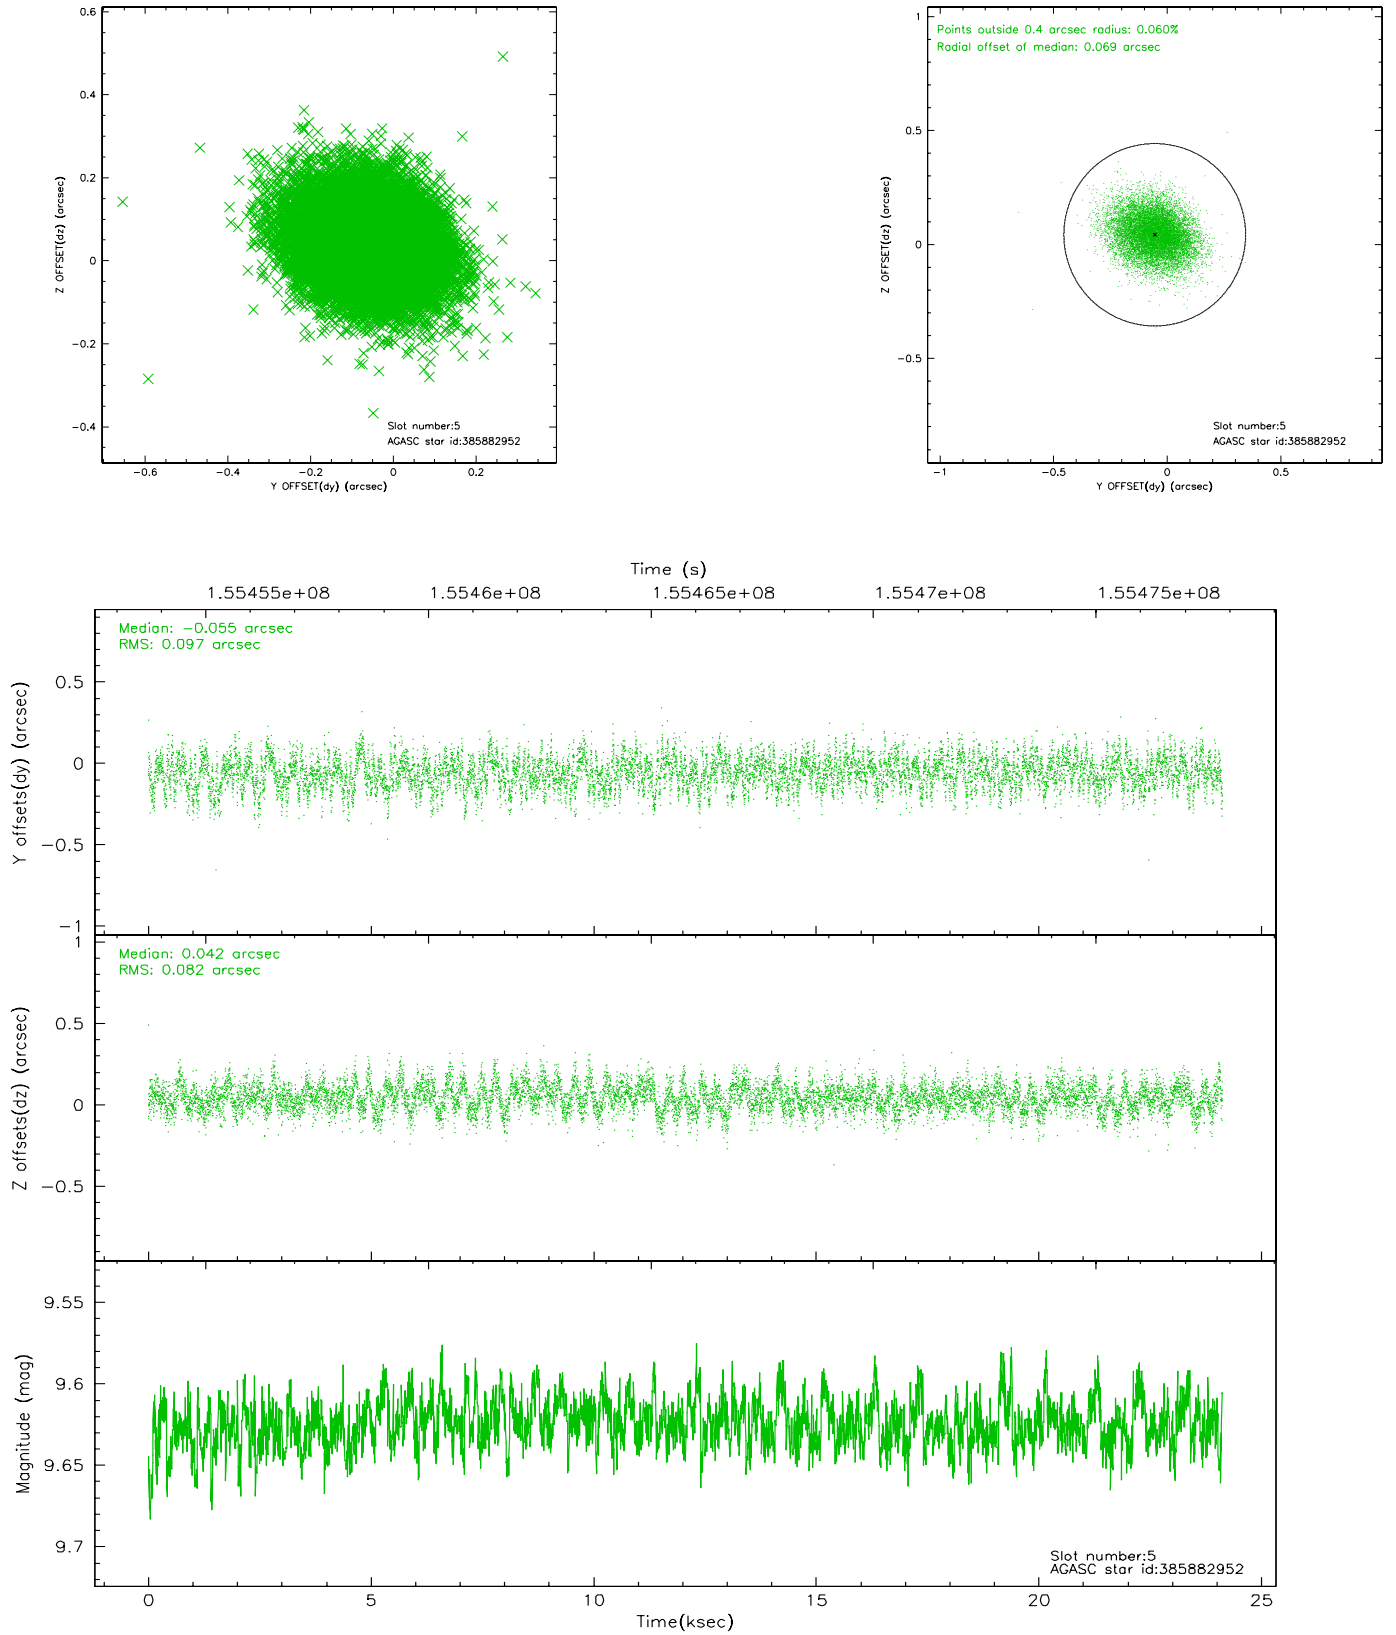 0.6
0.4
0.2
0
−0.2
−0.4
−0.6
−0.4
−0.2
0
0.2
Z OFFSET(dz) (arcsec)
Y OFFSET(dy) (arcsec)
Slot number:5
AGASC star id:385882952
Points outside 0.4 arcsec radius: 0.060%
Radial offset of median: 0.069 arcsec
1
0.5
0
−0.5
−1
−0.5
0
0.5
Z OFFSET(dz) (arcsec)
Y OFFSET(dy) (arcsec)
Slot number:5
AGASC star id:385882952
Time (s)
1.55455e+08
1.5546e+08
1.55465e+08
1.5547e+08
1.55475e+08
Median: −0.055 arcsec
RMS: 0.097 arcsec
0.5
0
−0.5
−1
Y offsets(dy) (arcsec)
Median: 0.042 arcsec
RMS: 0.082 arcsec
1
0.5
0
−0.5
Z offsets(dz) (arcsec)
9.55
9.6
9.65
9.7
Magnitude (mag)
Slot number:5
AGASC star id:385882952
0
5
10
15
20
25
Time(ksec)